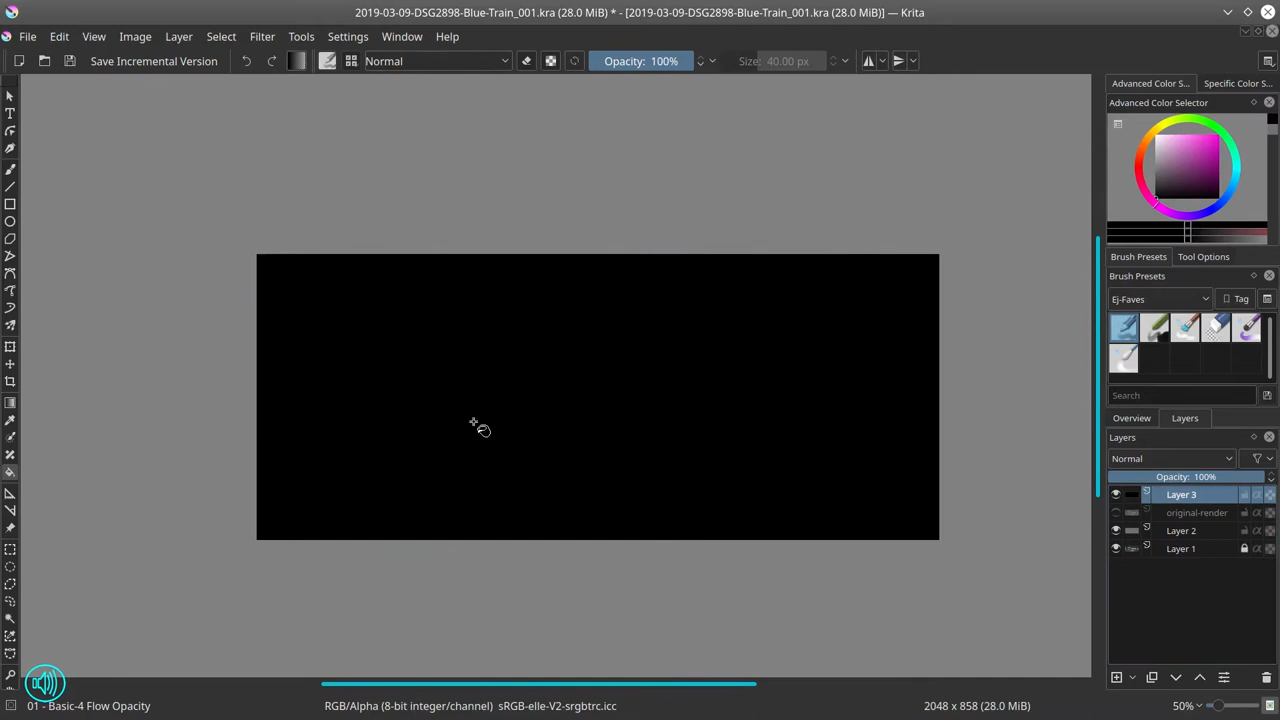 2019-03-09-DSG2898-Blue-Train_001.kra (28.0 MiB) * - [2019-03-09-DSG2898-Blue-Train_001.kra (28.0 MiB)] — Krita
File Edit View Image Layer Select Filter Tools Settings Window Help
Save Incremental Version Normal Opacity: 100% Size: 40.00 px
Advanced Color S... Specific Color S...
Advanced Color Selector
Brush Presets Tool Options
Brush Presets
Ej-Faves Tag
Search
Overview Layers
Layers
Normal
Opacity: 100%
Layer 3
original-render
Layer 2
Layer 1
01 - Basic-4 Flow Opacity RGB/Alpha (8-bit integer/channel) sRGB-elle-V2-srgbtrc.icc 2048 x 858 (28.0 MiB) 50%